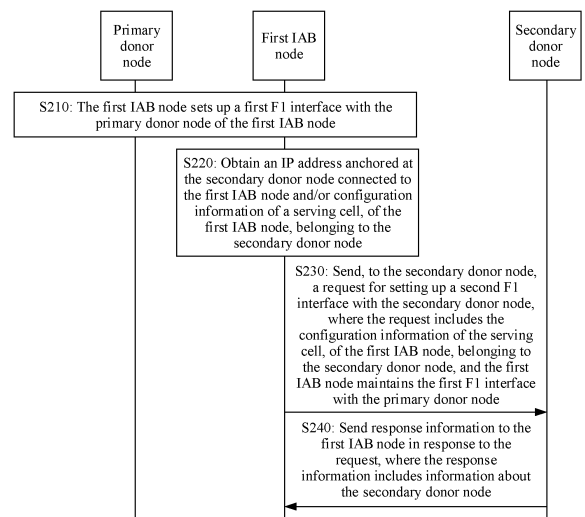 Primary
donor
node
First IAB
node
Secondary
donor
node
S210: The first IAB node sets up a first F1 interface with the
primary donor node of the first IAB node
S220: Obtain an IP address anchored at
the secondary donor node connected to
the first IAB node and/or configuration
information of a serving cell, of the
first IAB node, belonging to the
secondary donor node
S230: Send, to the secondary donor node,
a request for setting up a second F1
interface with the secondary donor node,
where the request includes the
configuration information of the serving
cell, of the first IAB node, belonging to
the secondary donor node, and the first
IAB node maintains the first F1 interface
with the primary donor node
S240: Send response information to the
first IAB node in response to the
request, where the response
information includes information about
the secondary donor node